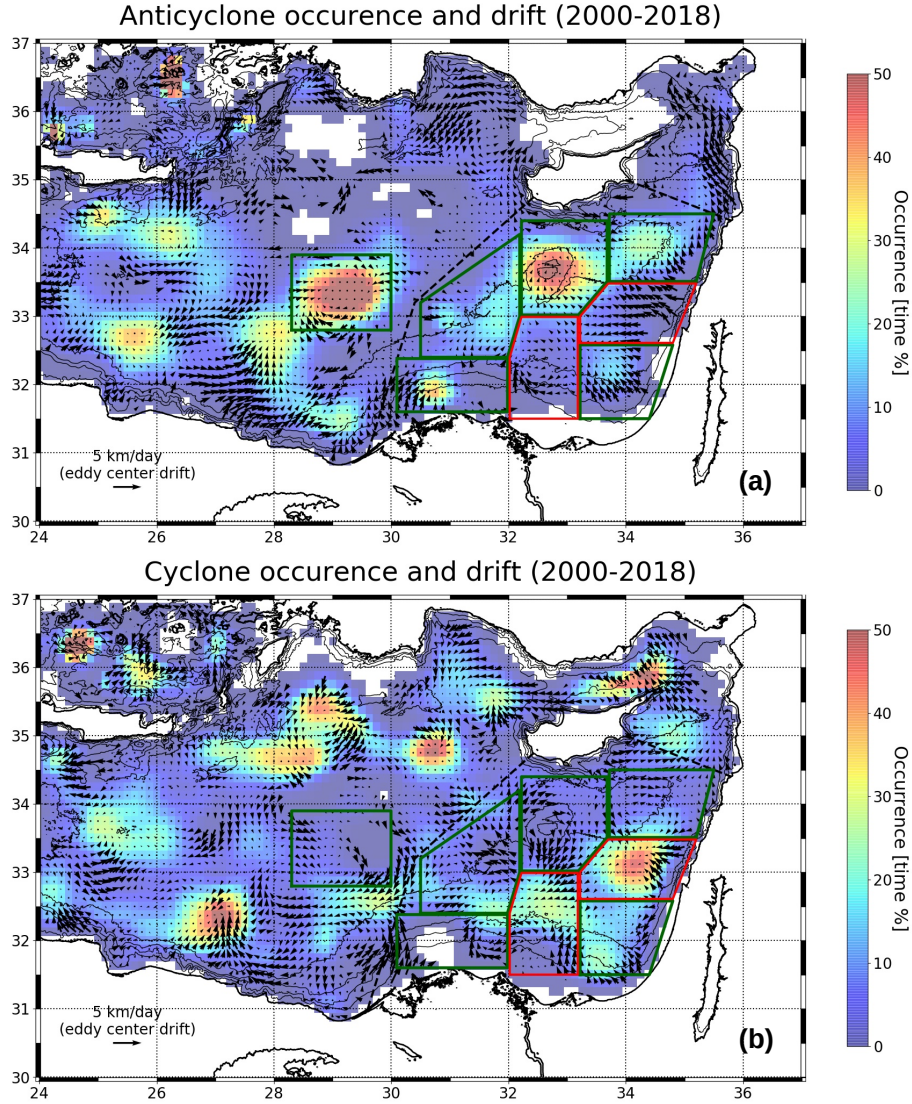 Anticyclone occurence and drift (2000-2018)
37
36
35
34
33
32
31
30
24 26 28 30 32 34 36
5 km/day
(eddy center drift)
(a)
50
40
30
20
10
0
Occurrence [time %]
Cyclone occurence and drift (2000-2018)
37
36
35
34
33
32
31
30
24 26 28 30 32 34 36
5 km/day
(eddy center drift)
(b)
50
40
30
20
10
0
Occurrence [time %]